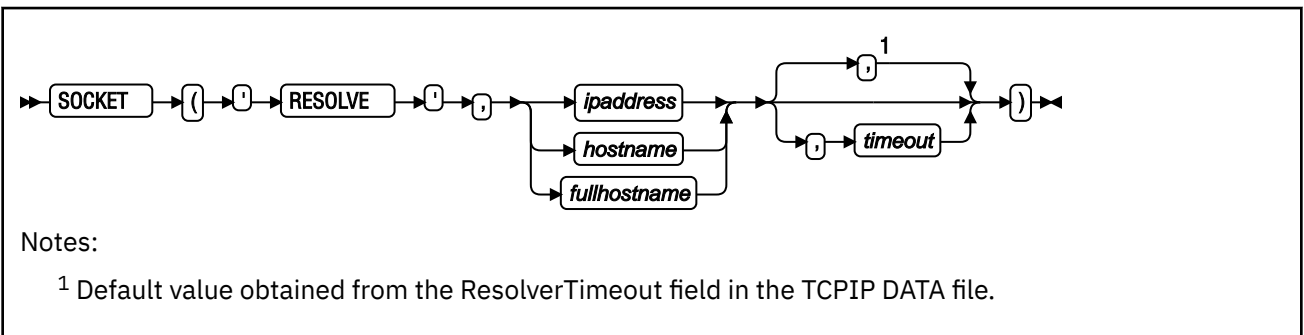 1
,
SOCKET ( ' RESOLVE ' , ipaddress )
hostname , timeout
fullhostname
Notes:
1 Default value obtained from the ResolverTimeout field in the TCPIP DATA file.